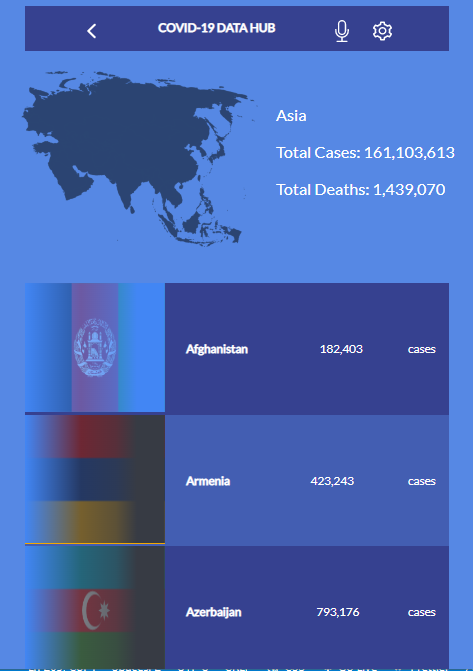 COVID-19 DATA HUB
Asia
Total Cases: 161,103,613
Total Deaths: 1,439,070
Afghanistan 182,403 cases
Armenia 423,243 cases
Azerbaijan 793,176 cases